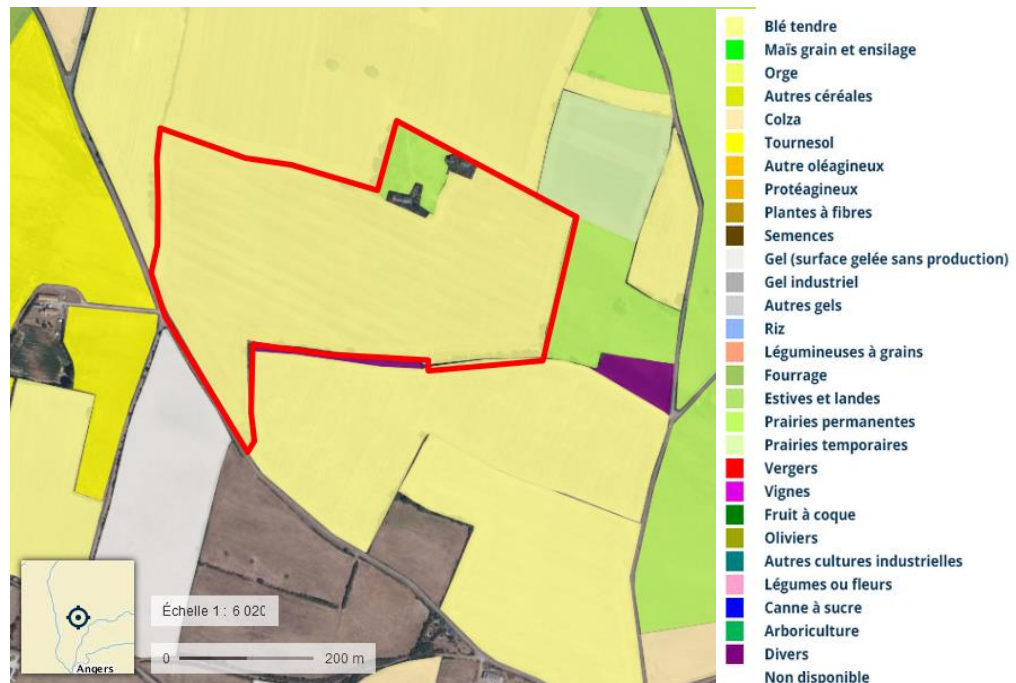 Blé tendre
Maïs grain et ensilage
Orge
Autres céréales
Colza
Tournesol
Autre oléagineux
Protéagineux
Plantes à fibres
Semences
Gel (surface gelée sans production)
Gel industriel
Autres gels
Riz
Légumineuses à grains
Fourrage
Estives et landes
Prairies permanentes
Prairies temporaires
Vergers
Vignes
Fruit à coque
Oliviers
Autres cultures industrielles
Légumes ou fleurs
Canne à sucre
Arboriculture
Divers
Non disponible
Échelle 1 : 6 020
0 200 m
Angers